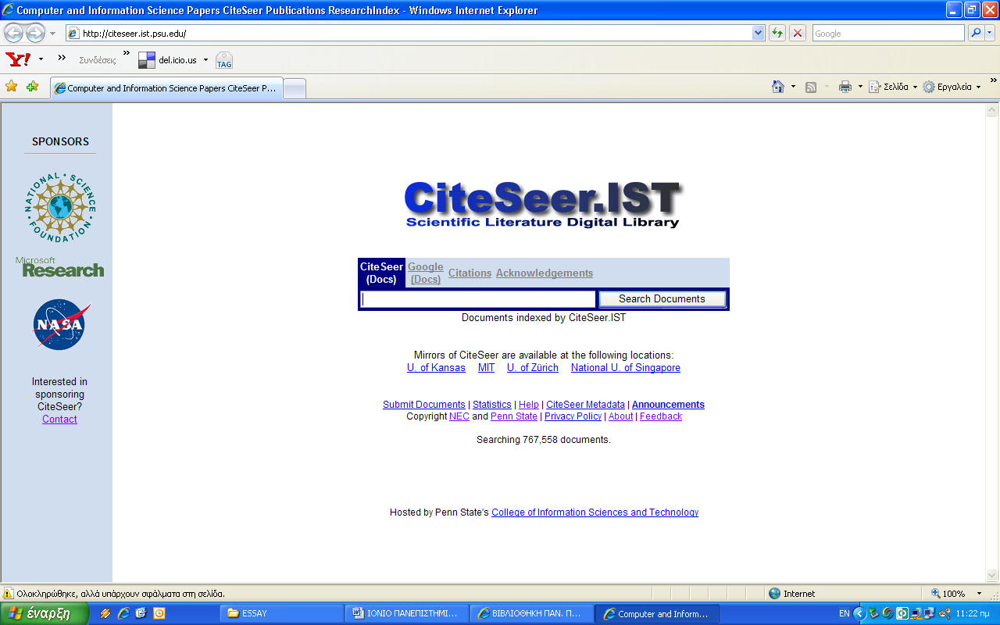 Computer and Information Science Papers CiteSeer Publications ResearchIndex - Windows Internet Explorer
http://citeseer.ist.psu.edu/
Google
Y! Συνδέσεις del.icio.us TAG
Computer and Information Science Papers CiteSeer P... Σελίδα Εργαλεία
SPONSORS
NATIONAL SCIENCE FOUNDATION
Microsoft
Research
NASA
Interested in
sponsoring
CiteSeer?
Contact
CiteSeer.IST
Scientific Literature Digital Library
CiteSeer (Docs) Google (Docs) Citations Acknowledgements
Search Documents
Documents indexed by CiteSeer.IST
Mirrors of CiteSeer are available at the following locations:
U. of Kansas MIT U. of Zürich National U. of Singapore
Submit Documents | Statistics | Help | CiteSeer Metadata | Announcements
Copyright NEC and Penn State | Privacy Policy | About | Feedback
Searching 767,558 documents.
Hosted by Penn State's College of Information Sciences and Technology
Ολοκληρώθηκε, αλλά υπάρχουν σφάλματα στη σελίδα. Internet 100%
έναρξη ESSAY ΙΟΝΙΟ ΠΑΝΕΠΙΣΤΗΜΙ... ΒΙΒΛΙΟΘΗΚΗ ΠΑΝ. Π... Computer and Inform... EN 11:22 πμ